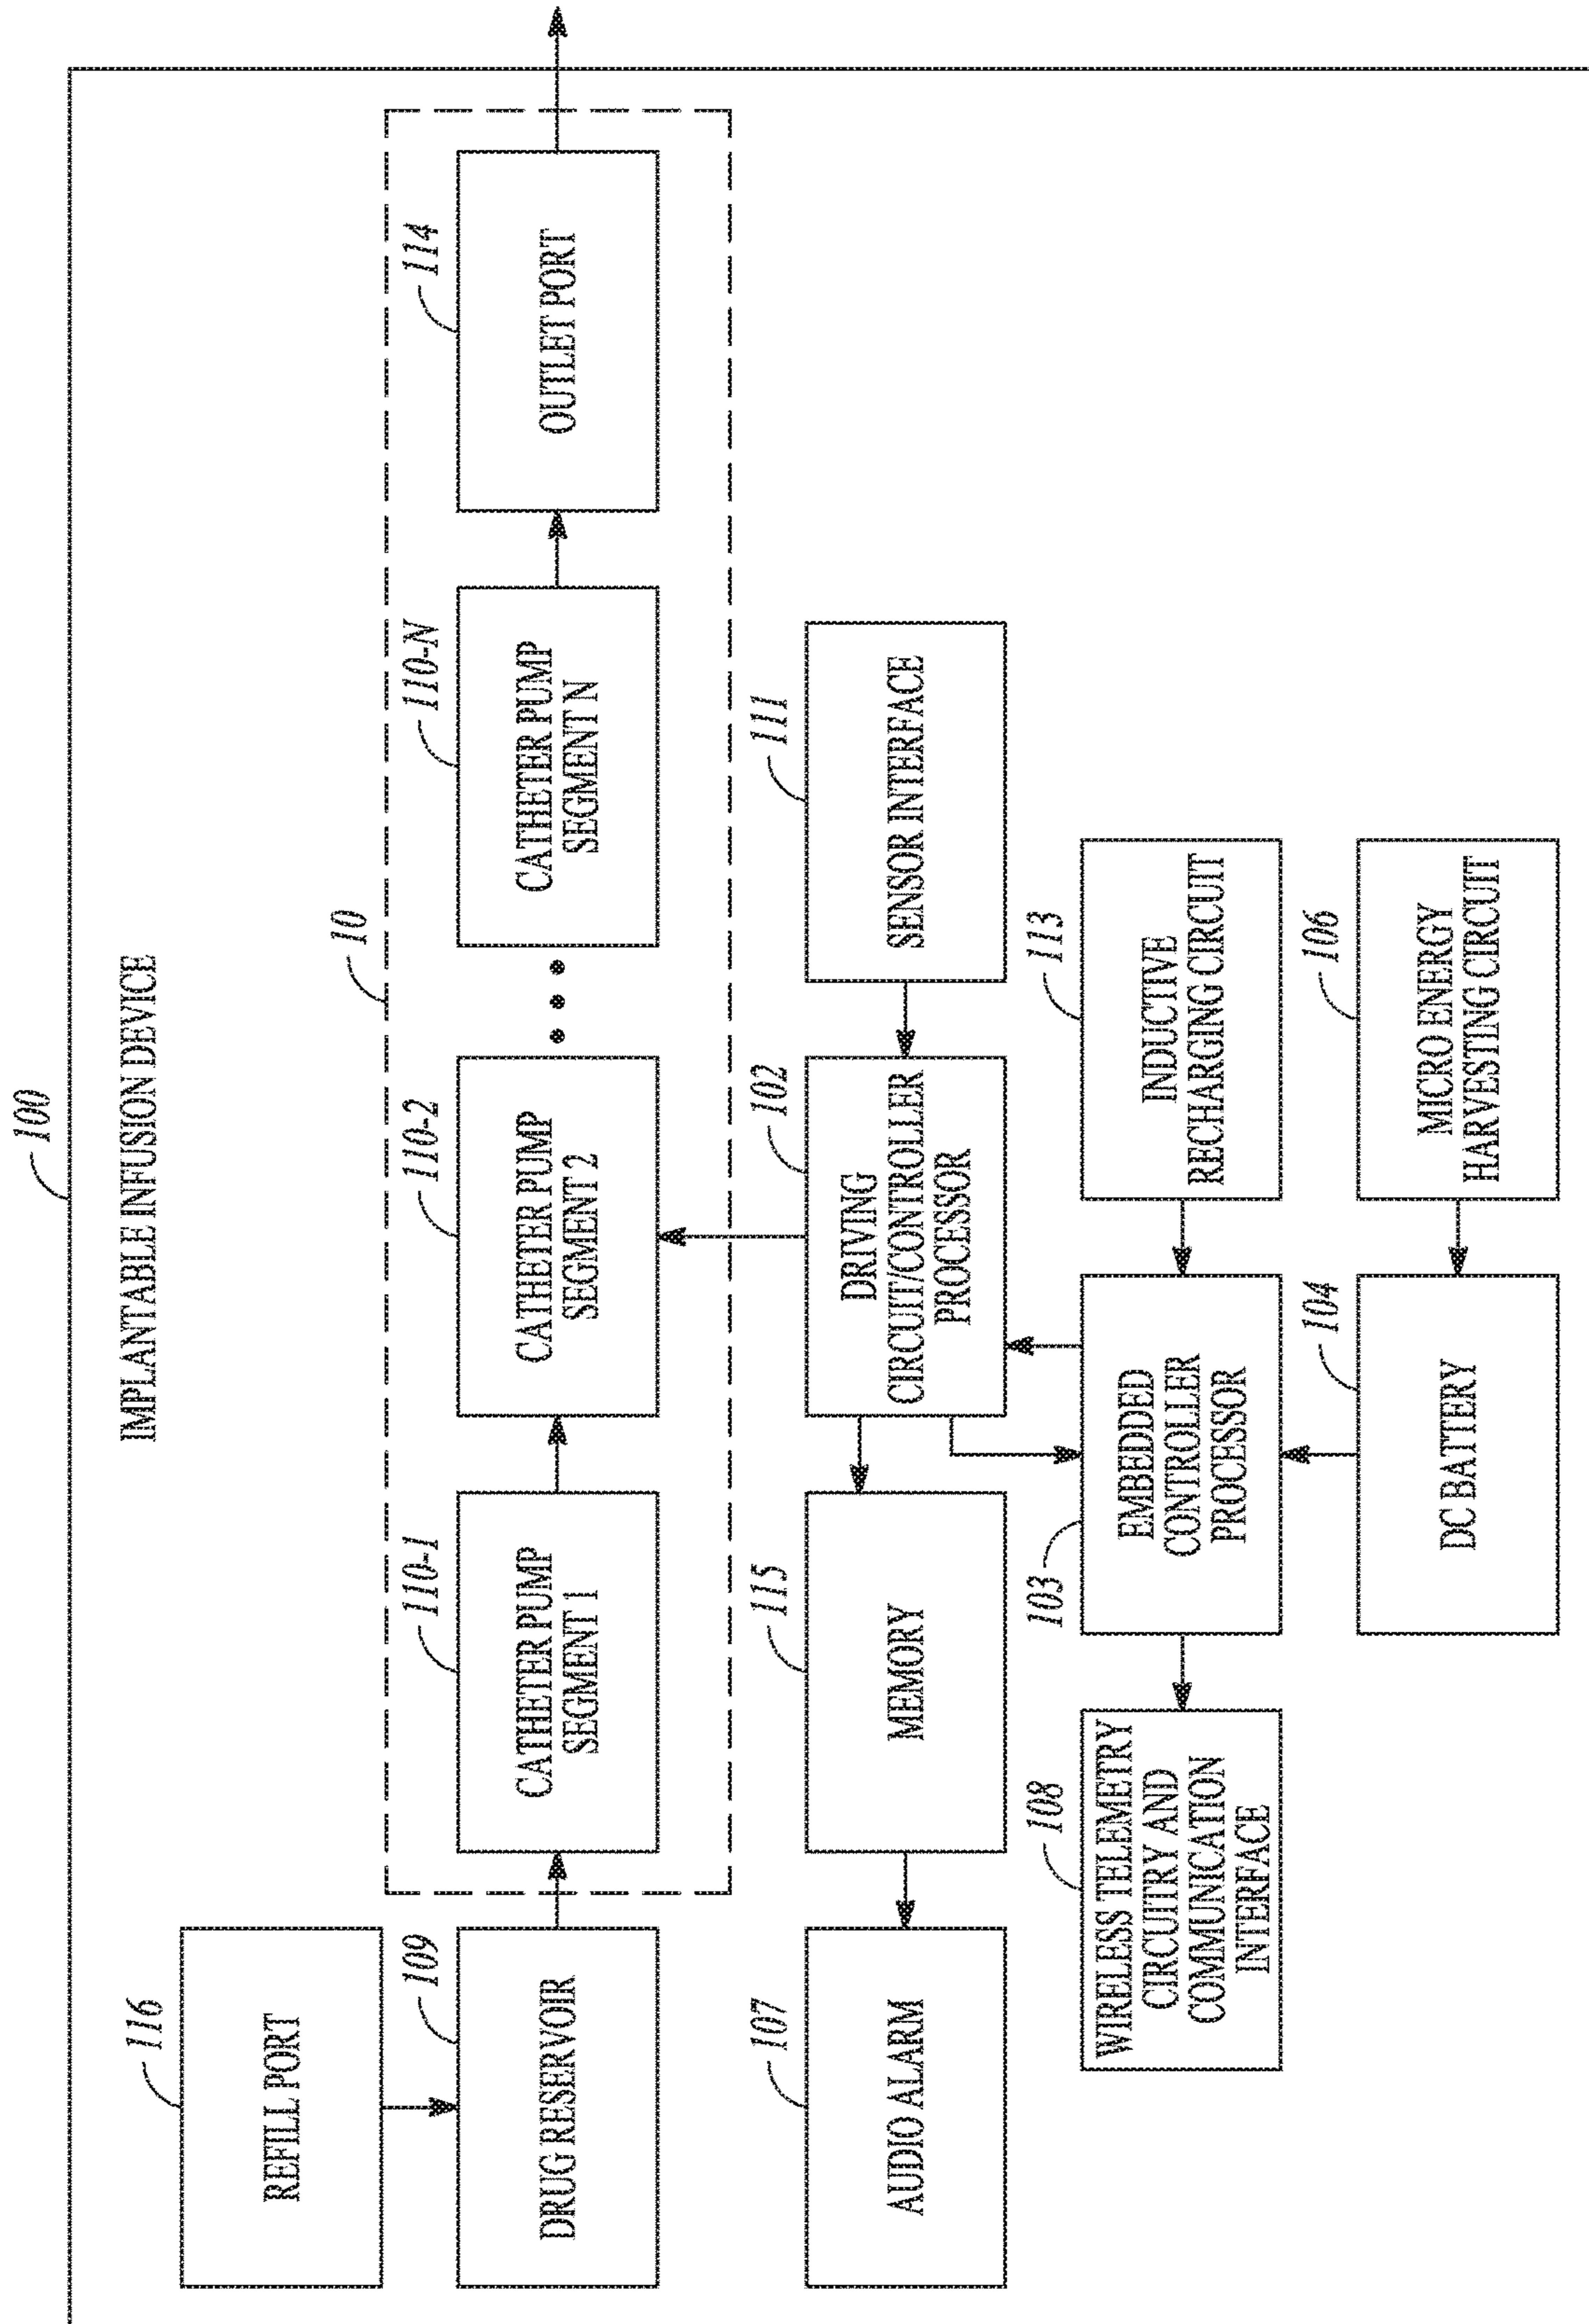 100
IMPLANTABLE INFUSION DEVICE
116
REFILL PORT
10
109
DRUG RESERVOIR
110-1
CATHETER PUMP
SEGMENT 1
110-2
CATHETER PUMP
SEGMENT 2
110-N
CATHETER PUMP
SEGMENT N
114
OUTLET PORT
107
AUDIO ALARM
115
MEMORY
102
DRIVING
CIRCUIT/CONTROLLER
PROCESSOR
111
SENSOR INTERFACE
108
WIRELESS TELEMETRY
CIRCUITRY AND
COMMUNICATION
INTERFACE
103
EMBEDDED
CONTROLLER
PROCESSOR
113
INDUCTIVE
RECHARGING CIRCUIT
104
DC BATTERY
106
MICRO ENERGY
HARVESTING CIRCUIT